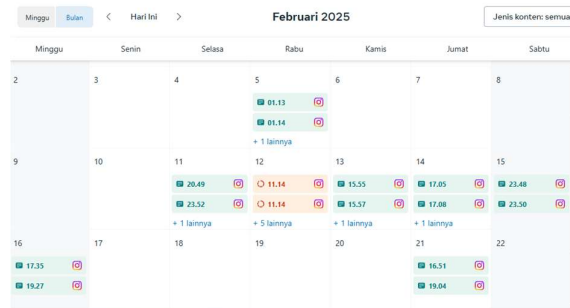 Minggu Bulan < Hari Ini > Februari 2025 Jenis konten: semua
Minggu Senin Selasa Rabu Kamis Jumat Sabtu
2 3 4 5 6 7 8
01.13
01.14
+ 1 lainnya
9 10 11 12 13 14 15
20.49 11.14 15.55 17.05 23.48
23.52 11.14 15.57 17.08 23.50
+ 1 lainnya + 5 lainnya + 1 lainnya + 1 lainnya
16 17 18 19 20 21 22
17.35 16.51
19.27 19.04